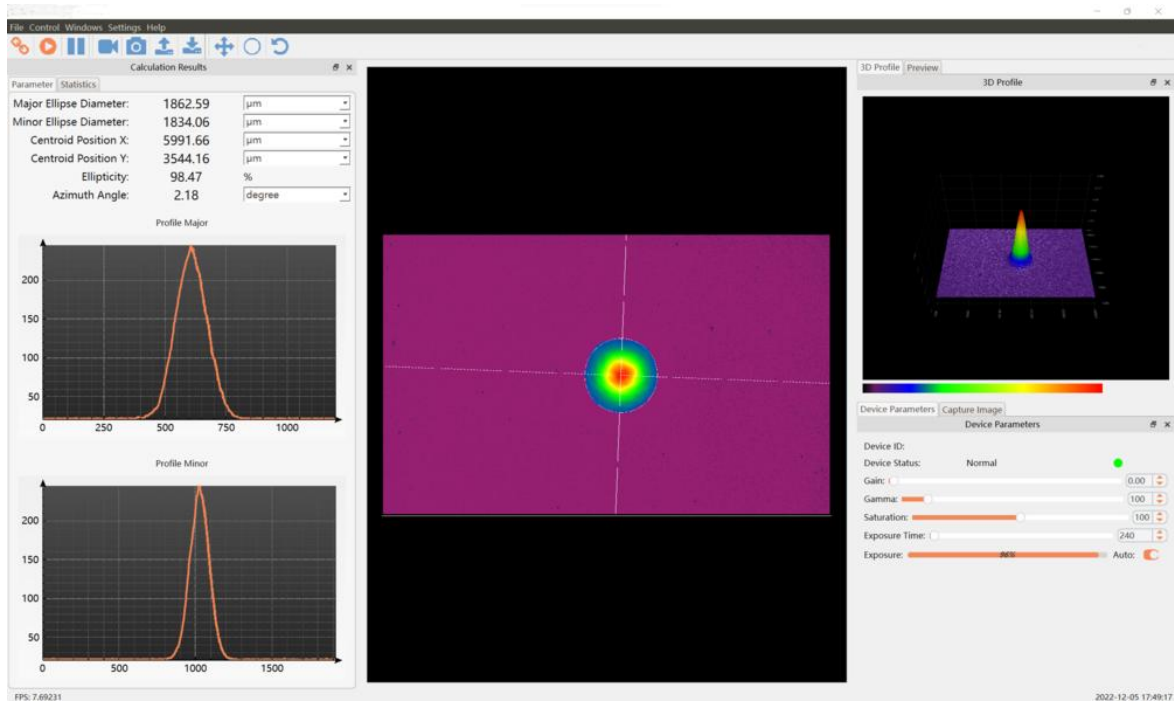 File Control Windows Settings Help
Calculation Results
Parameter Statistics
Major Ellipse Diameter: 1862.59 μm
Minor Ellipse Diameter: 1834.06 μm
Centroid Position X: 5991.66 μm
Centroid Position Y: 3544.16 μm
Ellipticity: 98.47 %
Azimuth Angle: 2.18 degree
Profile Major
200
150
100
50
0 250 500 750 1000
Profile Minor
200
150
100
50
0 500 1000 1500
FPS: 7.69231
3D Profile Preview
3D Profile
Device Parameters Capture Image
Device Parameters
Device ID:
Device Status: Normal
Gain: 0.00
Gamma: 100
Saturation: 100
Exposure Time: 240
Exposure: 86% Auto:
2022-12-05 17:49:17